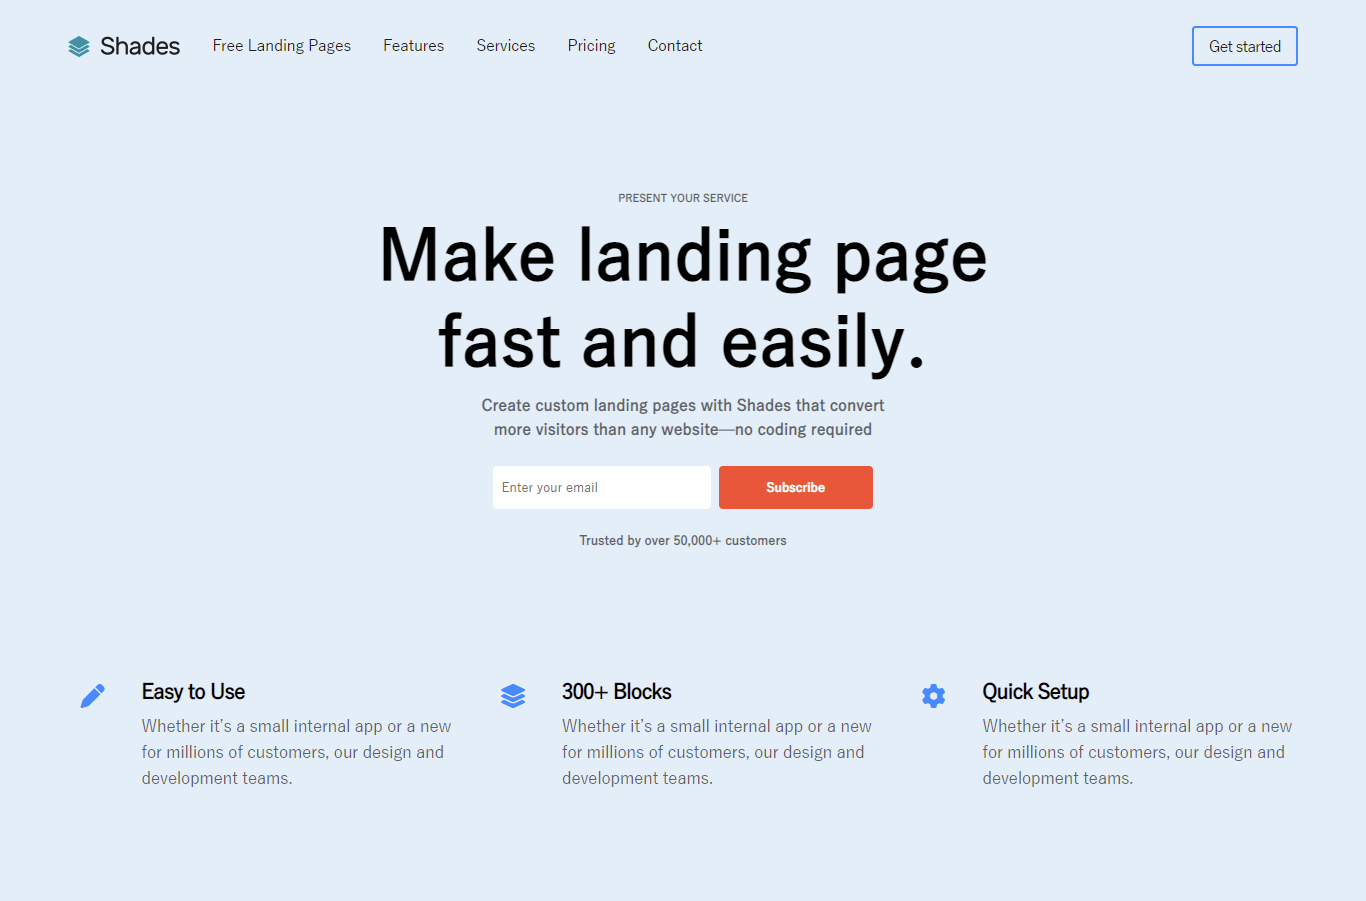 Shades
Free Landing Pages
Features
Services
Pricing
Contact
Get started
PRESENT YOUR SERVICE
Make landing page
fast and easily.
Create custom landing pages with Shades that convert
more visitors than any website—no coding required
Enter your email
Subscribe
Trusted by over 50,000+ customers
Easy to Use
Whether it’s a small internal app or a new
for millions of customers, our design and
development teams.
300+ Blocks
Whether it’s a small internal app or a new
for millions of customers, our design and
development teams.
Quick Setup
Whether it’s a small internal app or a new
for millions of customers, our design and
development teams.